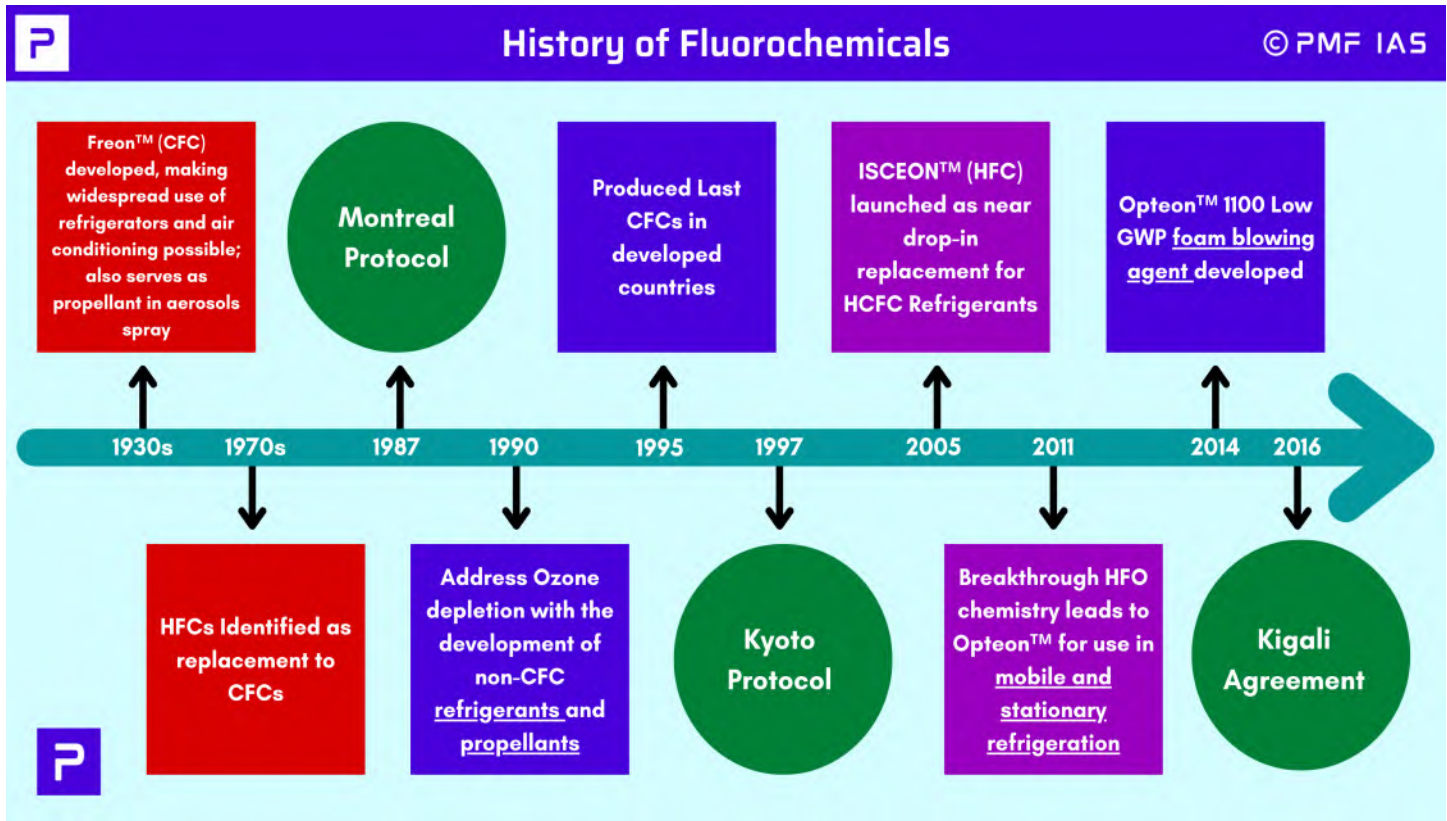 P
History of Fluorochemicals
© PMF IAS
Freon™ (CFC)
developed, making
widespread use of
refrigerators and air
conditioning possible;
also serves as
propellant in aerosols
spray
Montreal
Protocol
Produced Last
CFCs in
developed
countries
ISCEON™ (HFC)
launched as near
drop-in
replacement for
HCFC Refrigerants
Opteon™ 1100 Low
GWP foam blowing
agent developed
1930s 1970s 1987 1990 1995 1997 2005 2011 2014 2016
HFCs Identified as
replacement to
CFCs
Address Ozone
depletion with the
development of
non-CFC
refrigerants and
propellants
Kyoto
Protocol
Breakthrough HFO
chemistry leads to
Opteon™ for use in
mobile and
stationary
refrigeration
Kigali
Agreement
P